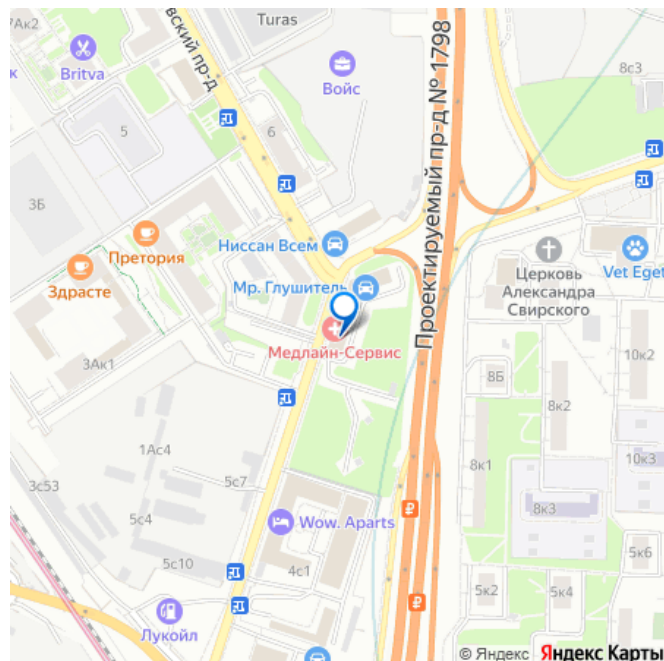 7Ак2
Turas
Britva
вский пр-д
Войс
8с3
5
6
3Б
Проектируемый пр-д № 1798
Претория
Ниссан Всем
Здрасте
Мр. Глушитель
Церковь
Александра
Свирского
Vet Eget
Медлайн-Сервис
3Ак1
8Б
10к2
8к2
1Ас4
5с7
8к1
10к3
3с53
5с4
8к3
Wow. Aparts
5с10
4с1
5к6
5к2
5к4
Лукойл
© Яндекс Яндекс Карты